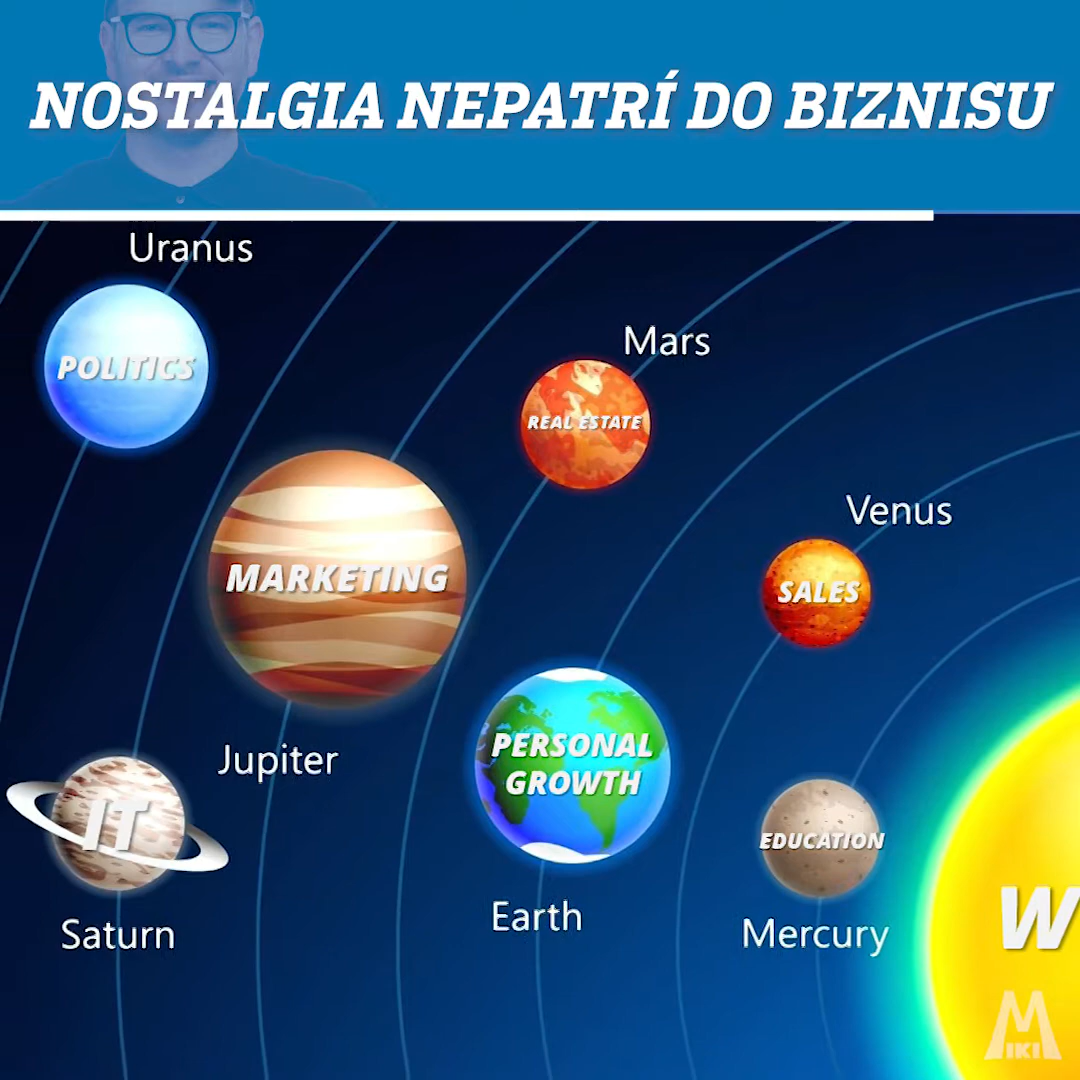 NOSTALGIA NEPATRÍ DO BIZNISU
Uranus
POLITICS
Mars
REAL ESTATE
Venus
SALES
MARKETING
Jupiter
PERSONAL
GROWTH
Earth
IT
Saturn
EDUCATION
Mercury
W
MIKI